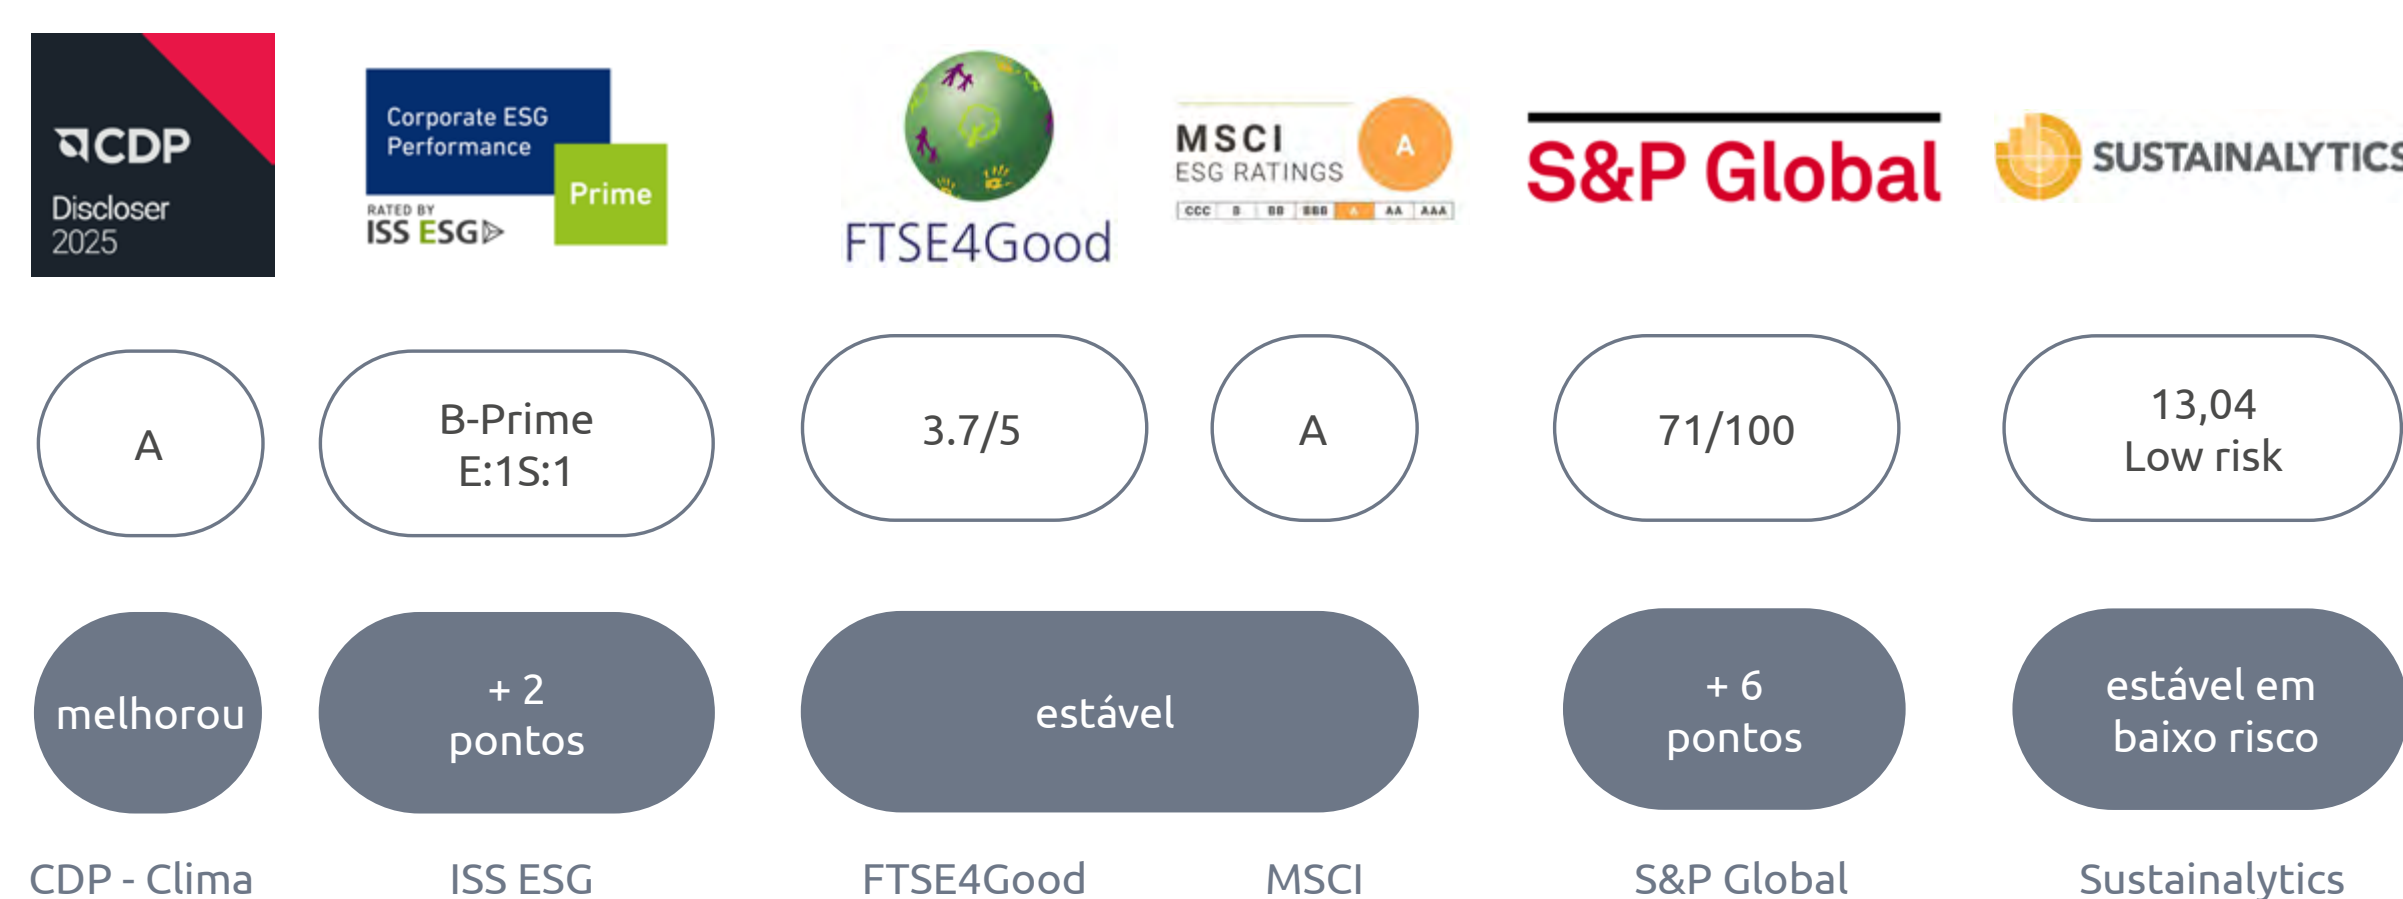 CDP
Discloser
2025
Corporate ESG
Performance
Prime
RATED BY
ISS ESG
FTSE4Good
MSCI
ESG RATINGS
A
CCC B BB BBB A AA AAA
S&P Global
SUSTAINALYTICS
A
B-Prime
E:1S:1
3.7/5
A
71/100
13,04
Low risk
melhorou
+ 2
pontos
estável
+ 6
pontos
estável em
baixo risco
CDP - Clima
ISS ESG
FTSE4Good
MSCI
S&P Global
Sustainalytics